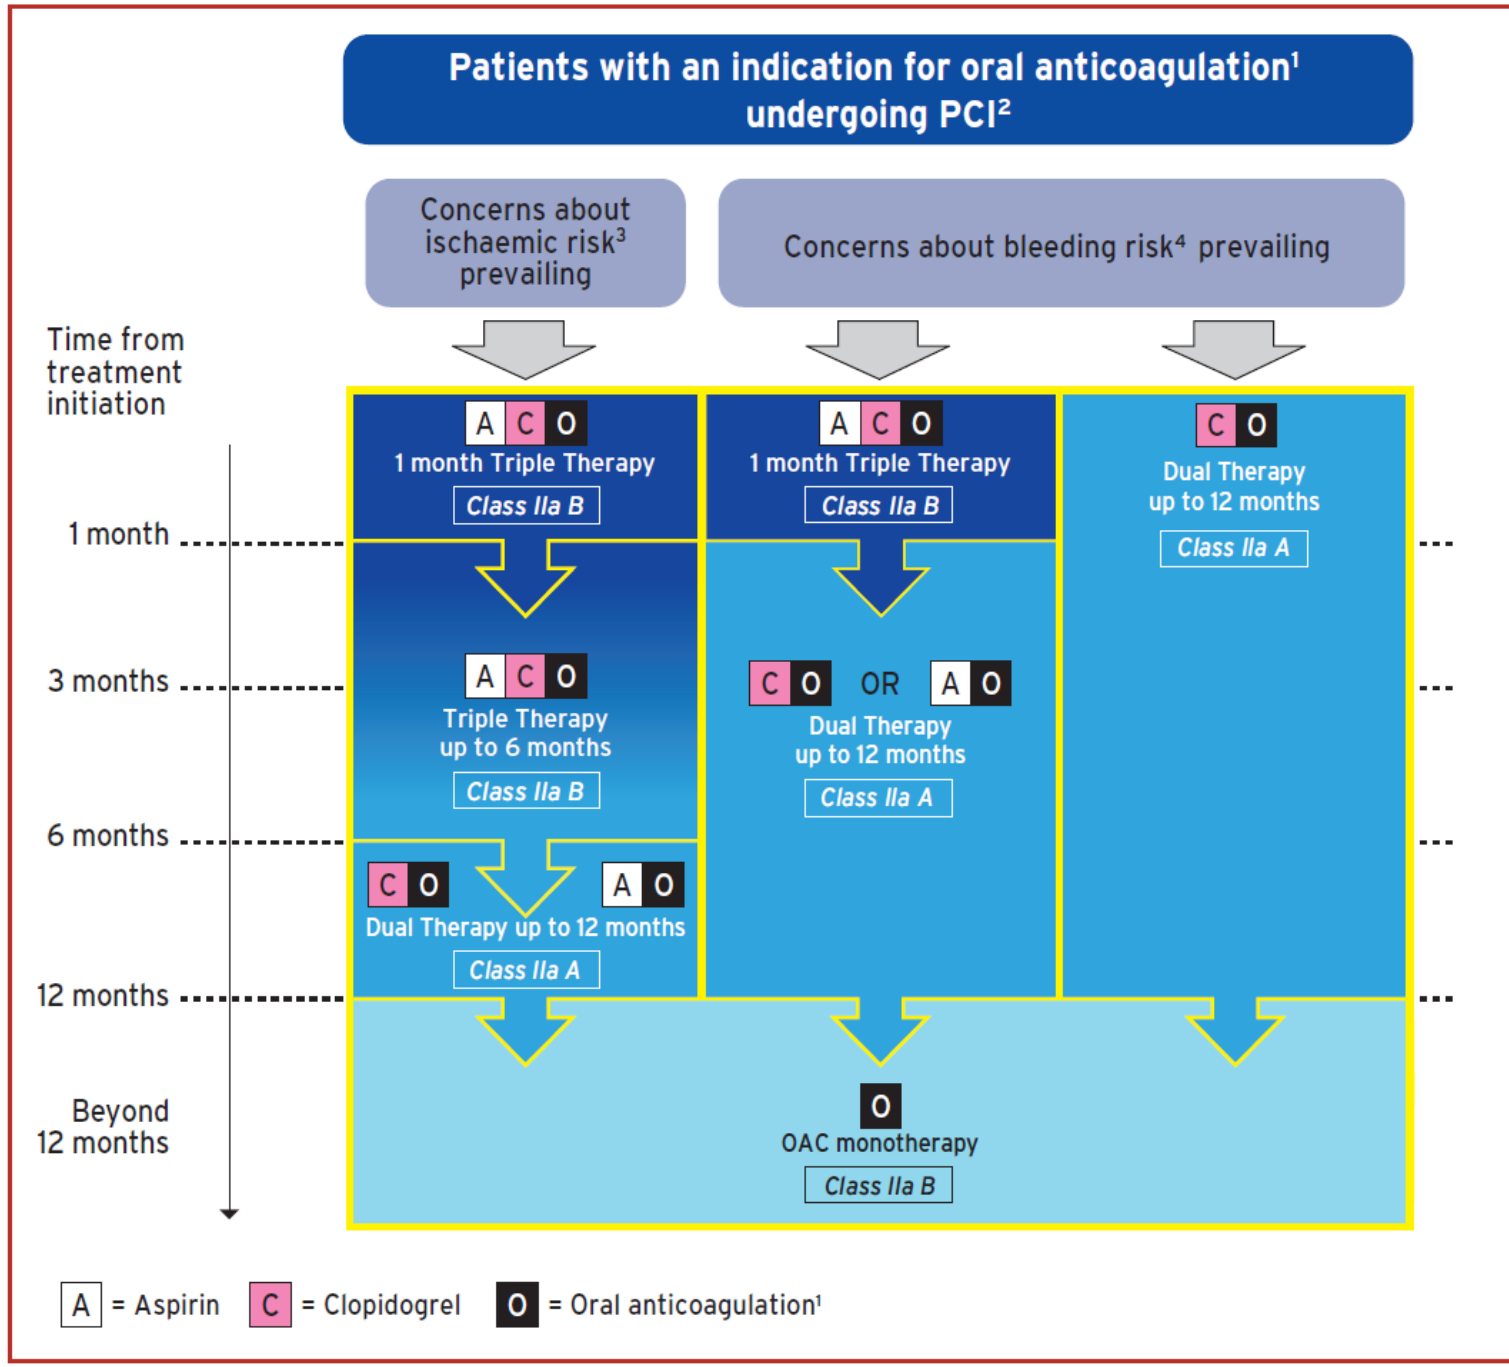 Patients with an indication for oral anticoagulation¹
undergoing PCI²
Concerns about
ischaemic risk³
prevailing
Concerns about bleeding risk⁴ prevailing
Time from
treatment
initiation
A C O
1 month Triple Therapy
Class IIa B
A C O
1 month Triple Therapy
Class IIa B
C O
Dual Therapy
up to 12 months
Class IIa A
1 month
A C O
Triple Therapy
up to 6 months
Class IIa B
C O OR A O
Dual Therapy
up to 12 months
Class IIa A
3 months
6 months
C O A O
Dual Therapy up to 12 months
Class IIa A
12 months
Beyond
12 months
O
OAC monotherapy
Class IIa B
A = Aspirin C = Clopidogrel O = Oral anticoagulation¹